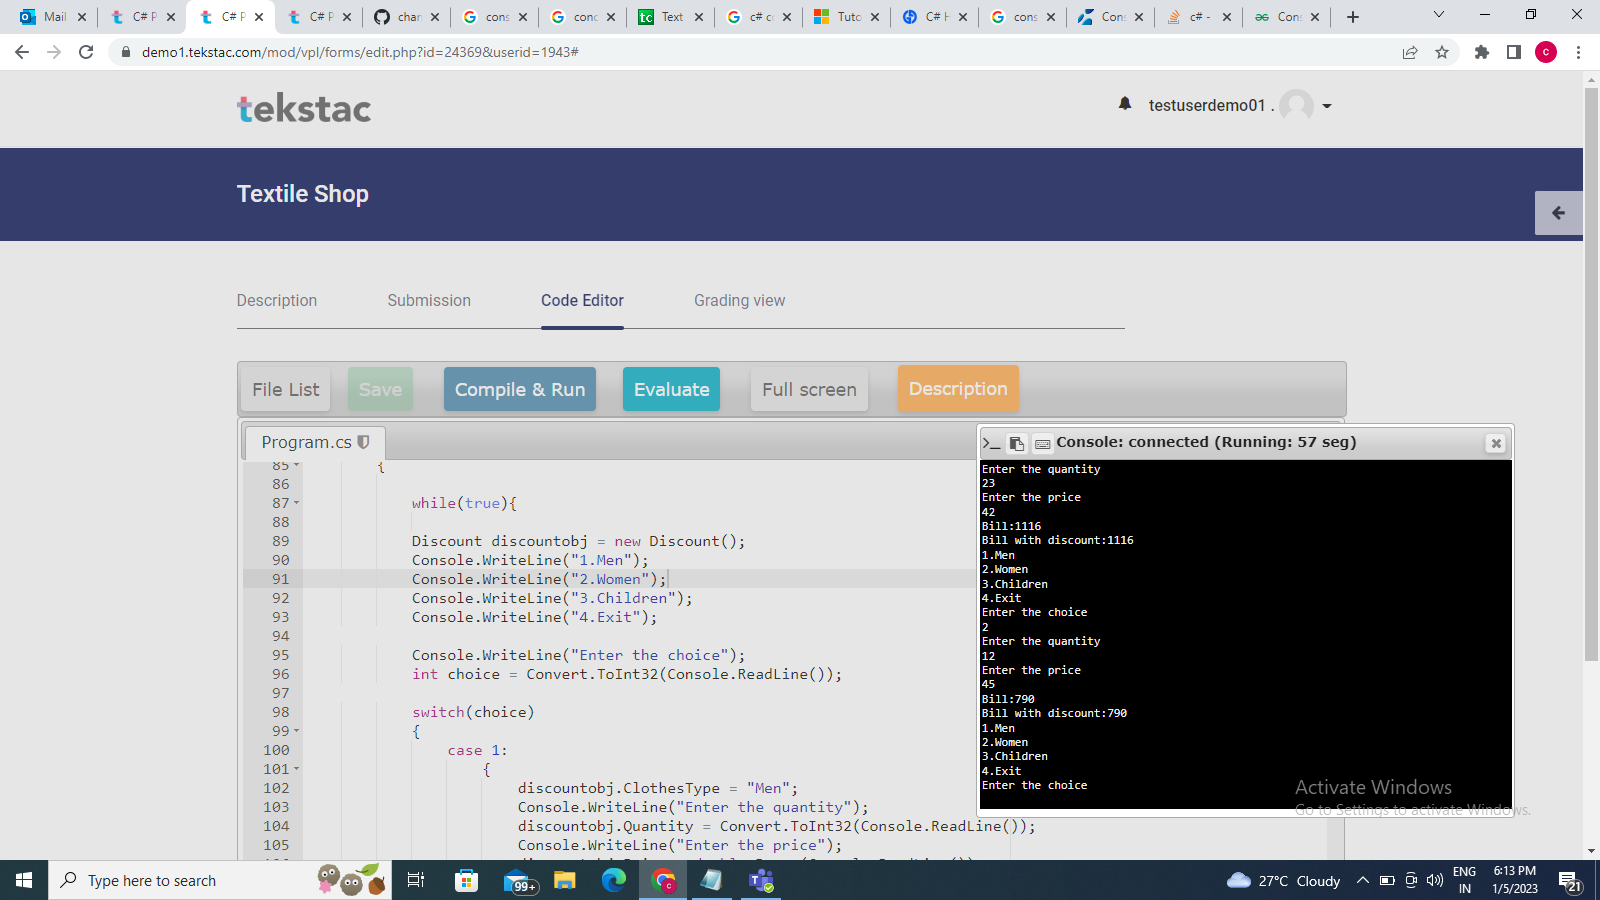 Mail
C# P
C# P
C# P
char
cons
conc
Text
c# cc
Tuto
C# H
cons
Cons
c# -
Cons
demo1.tekstac.com/mod/vpl/forms/edit.php?id=24369&userid=1943#
c
tekstac
testuserdemo01 .
Textile Shop
Description
Submission
Code Editor
Grading view
File List
Save
Compile & Run
Evaluate
Full screen
Description
Program.cs
85 {
86
87 while(true){
88
89 Discount discountobj = new Discount();
90 Console.WriteLine("1.Men");
91 Console.WriteLine("2.Women");
92 Console.WriteLine("3.Children");
93 Console.WriteLine("4.Exit");
94
95 Console.WriteLine("Enter the choice");
96 int choice = Convert.ToInt32(Console.ReadLine());
97
98 switch(choice)
99 {
100 case 1:
101 {
102 discountobj.ClothesType = "Men";
103 Console.WriteLine("Enter the quantity");
104 discountobj.Quantity = Convert.ToInt32(Console.ReadLine());
105 Console.WriteLine("Enter the price");
Console: connected (Running: 57 seg)
Enter the quantity
23
Enter the price
42
Bill:1116
Bill with discount:1116
1.Men
2.Women
3.Children
4.Exit
Enter the choice
2
Enter the quantity
12
Enter the price
45
Bill:790
Bill with discount:790
1.Men
2.Women
3.Children
4.Exit
Enter the choice
Activate Windows
Go to Settings to activate Windows.
Type here to search
99+
27°C Cloudy
ENG
IN
6:13 PM
1/5/2023
21